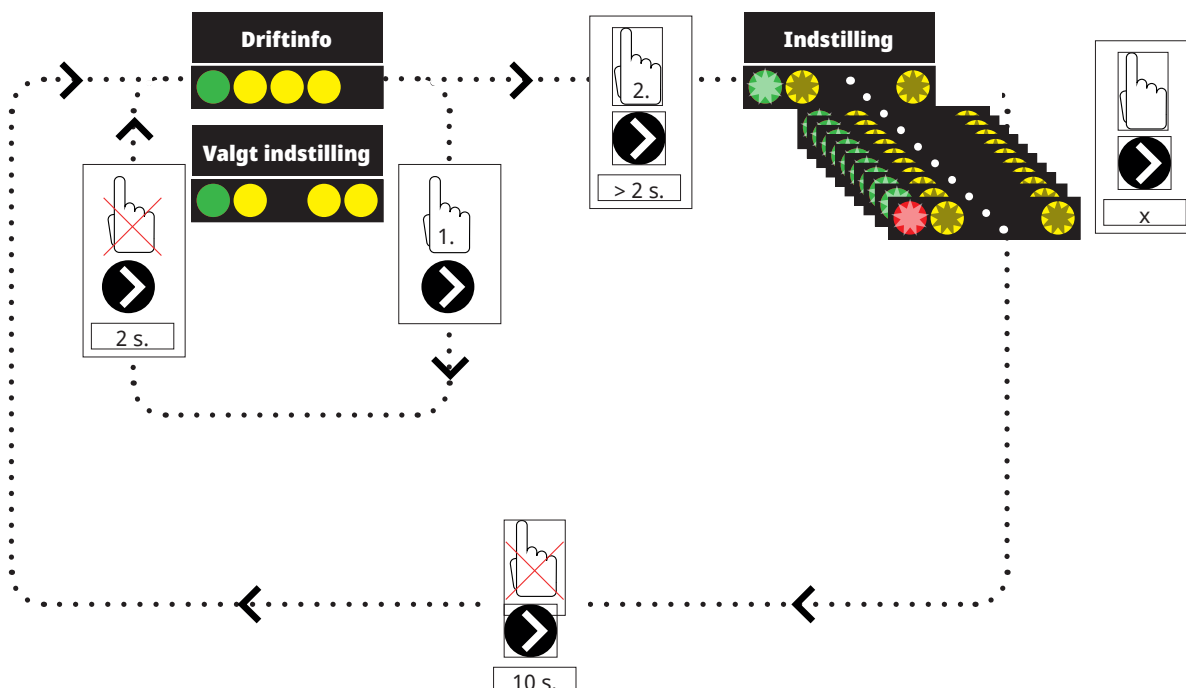 Driftinfo
Valgt indstilling
2 s.
1.
2.
> 2 s.
Indstilling
x
10 s.